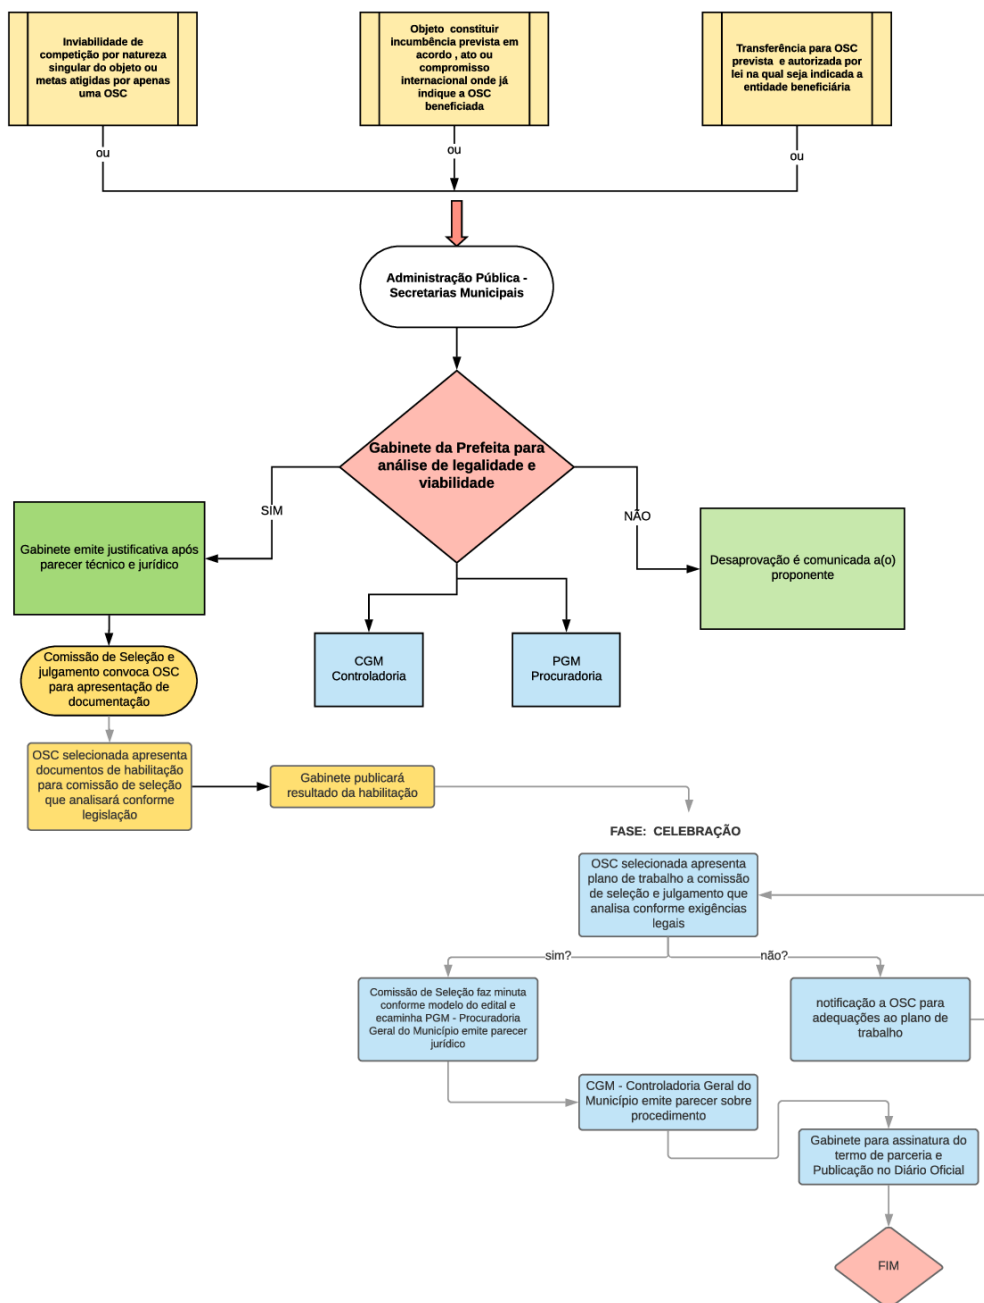 Inviabilidade de
competição por natureza
singular do objeto ou
metas atigidas por apenas
uma OSC
Objeto constituir
incumbência prevista em
acordo , ato ou
compromisso
internacional onde já
indique a OSC
beneficiada
Transferência para OSC
prevista e autorizada por
lei na qual seja indicada a
entidade beneficiária
ou
ou
ou
Administração Pública -
Secretarias Municipais
Gabinete da Prefeita para
análise de legalidade e
viabilidade
SIM
NÃO
Gabinete emite justificativa após
parecer técnico e jurídico
Desaprovação é comunicada a(o)
proponente
CGM
Controladoria
PGM
Procuradoria
Comissão de Seleção e
julgamento convoca OSC
para apresentação de
documentação
OSC selecionada apresenta
documentos de habilitação
para comissão de seleção
que analisará conforme
legislação
Gabinete publicará
resultado da habilitação
FASE: CELEBRAÇÃO
OSC selecionada apresenta
plano de trabalho a comissão
de seleção e julgamento que
analisa conforme exigências
legais
sim?
não?
Comissão de Seleção faz minuta
conforme modelo do edital e
ecaminha PGM - Procuradoria
Geral do Município emite parecer
jurídico
notificação a OSC para
adequações ao plano de
trabalho
CGM - Controladoria Geral do
Município emite parecer sobre
procedimento
Gabinete para assinatura do
termo de parceria e
Publicação no Diário Oficial
FIM